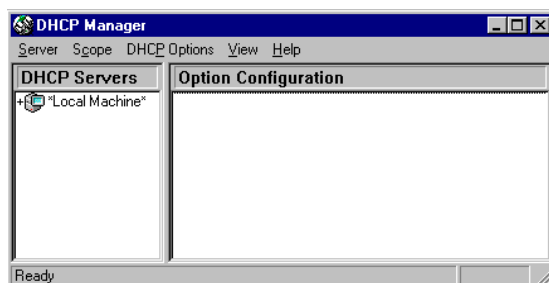 DHCP Manager
Server Scope DHCP Options View Help
DHCP Servers
Option Configuration
+ *Local Machine*
Ready